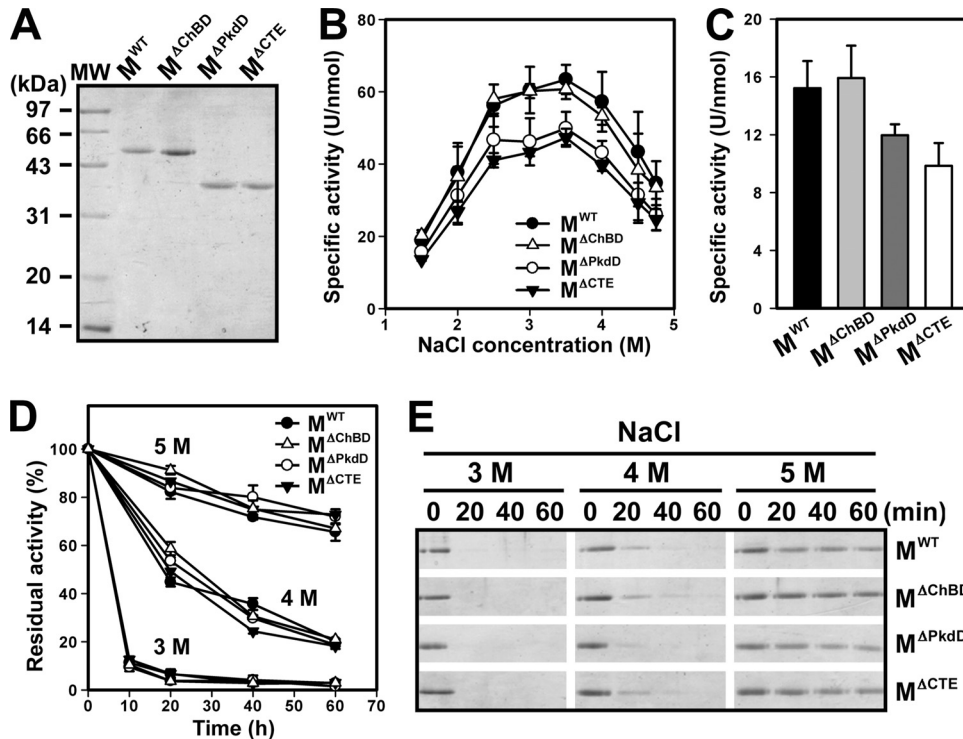 A
MW
(kDa)
M^WT
M^ΔChBD
M^ΔPkdD
M^ΔCTE
97
66
43
31
20
14
B
Specific activity (U/nmol)
80
60
40
20
0
1 2 3 4 5
NaCl concentration (M)
M^WT
M^ΔChBD
M^ΔPkdD
M^ΔCTE
C
Specific activity (U/nmol)
20
16
12
8
4
0
M^WT
M^ΔChBD
M^ΔPkdD
M^ΔCTE
D
Residual activity (%)
120
100
80
60
40
20
0
0 10 20 30 40 50 60 70
Time (h)
5 M
4 M
3 M
M^WT
M^ΔChBD
M^ΔPkdD
M^ΔCTE
E
NaCl
3 M 4 M 5 M
0 20 40 60 0 20 40 60 0 20 40 60 (min)
M^WT
M^ΔChBD
M^ΔPkdD
M^ΔCTE